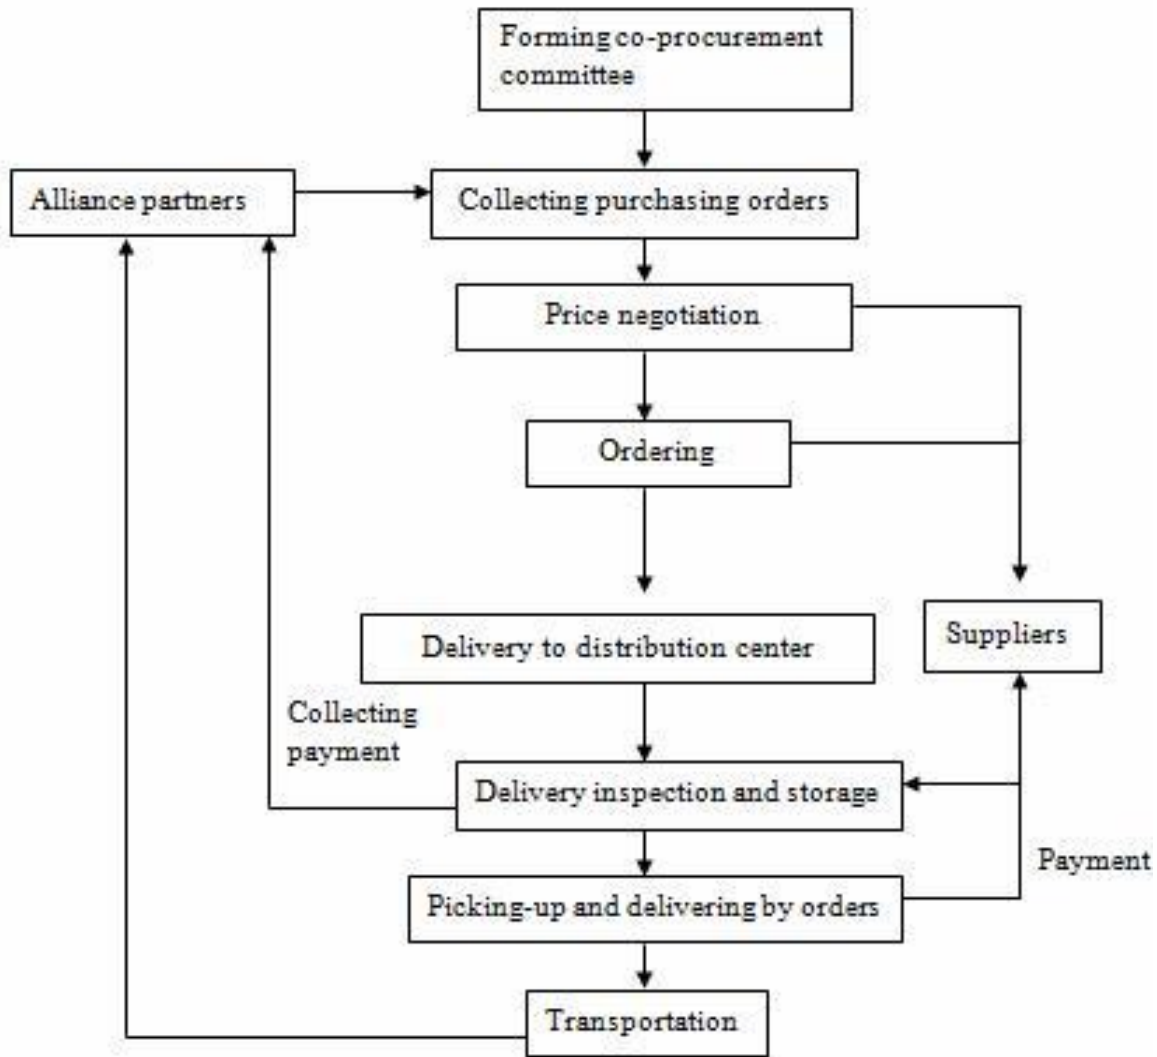 Forming co-procurement
committee
Alliance partners
Collecting purchasing orders
Price negotiation
Ordering
Delivery to distribution center
Suppliers
Collecting
payment
Delivery inspection and storage
Payment
Picking-up and delivering by orders
Transportation